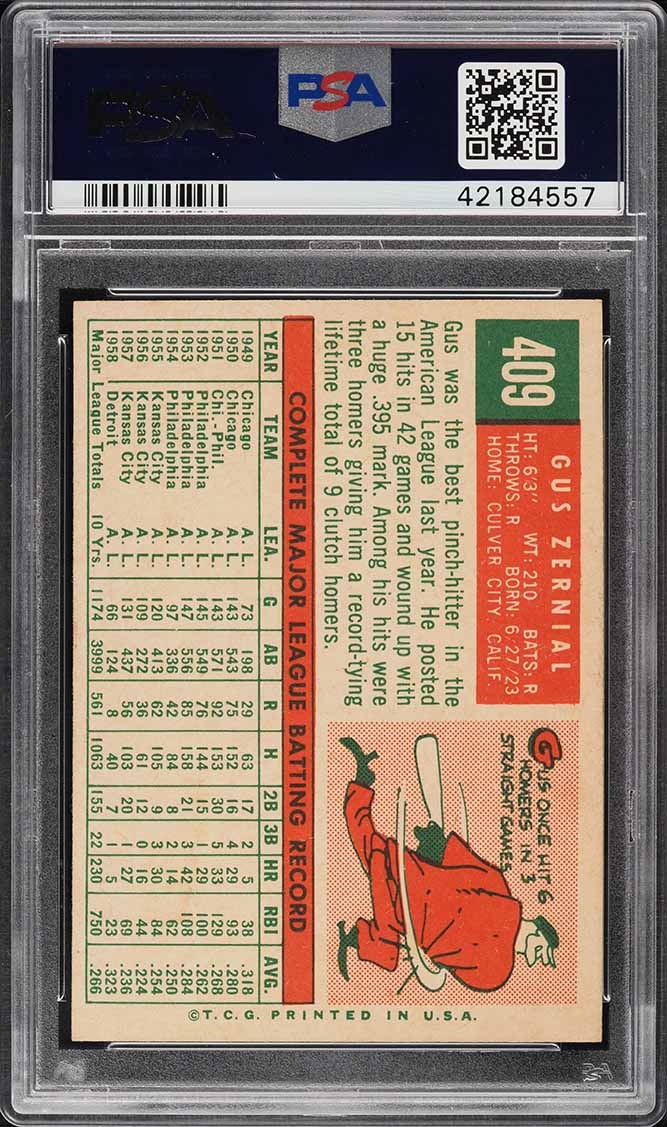 PSA
PSA
42184557
409
GUS ZERNIAL
HT: 6'3" WT: 210 BATS: R
THROWS: R BORN: 6/27/23
HOME: CULVER CITY, CALIF.
Gus was the best pinch-hitter in the
American League last year. He posted
15 hits in 42 games and wound up with
a huge .395 mark. Among his hits were
three homers giving him a record-tying
lifetime total of 9 clutch homers.
GUS ONCE HIT 6
HOMERS IN 3
STRAIGHT GAMES
COMPLETE MAJOR LEAGUE BATTING RECORD
YEAR TEAM LEA. G AB R H 2B 3B HR RBI AVG.
1949 Chicago A. L. 73 198 29 63 17 2 5 38 .318
1950 Chicago A. L. 143 543 75 152 16 4 29 93 .280
1951 Chi.-Phil. A. L. 143 571 92 153 30 5 33 129 .268
1952 Philadelphia A. L. 145 549 76 144 15 1 29 100 .262
1953 Philadelphia A. L. 147 556 85 158 21 3 42 108 .284
1954 Philadelphia A. L. 97 336 42 84 8 2 14 62 .250
1955 Kansas City A. L. 120 413 62 105 9 3 30 84 .254
1956 Kansas City A. L. 109 272 36 61 12 0 16 44 .224
1957 Kansas City A. L. 131 437 56 103 20 1 27 69 .236
1958 Detroit A. L. 66 124 8 40 7 1 5 23 .323
Major League Totals 10 Yrs. 1174 3999 561 1063 155 22 230 750 .266
©T.C.G. PRINTED IN U.S.A.